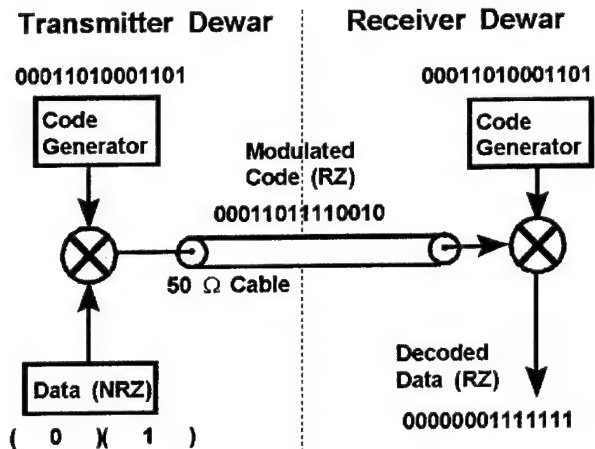 Transmitter Dewar
Receiver Dewar
00011010001101
00011010001101
Code
Generator
Code
Generator
Modulated
Code (RZ)
00011011110010
50 Ω Cable
Data (NRZ)
Decoded
Data (RZ)
( 0 )( 1 )
00000001111111